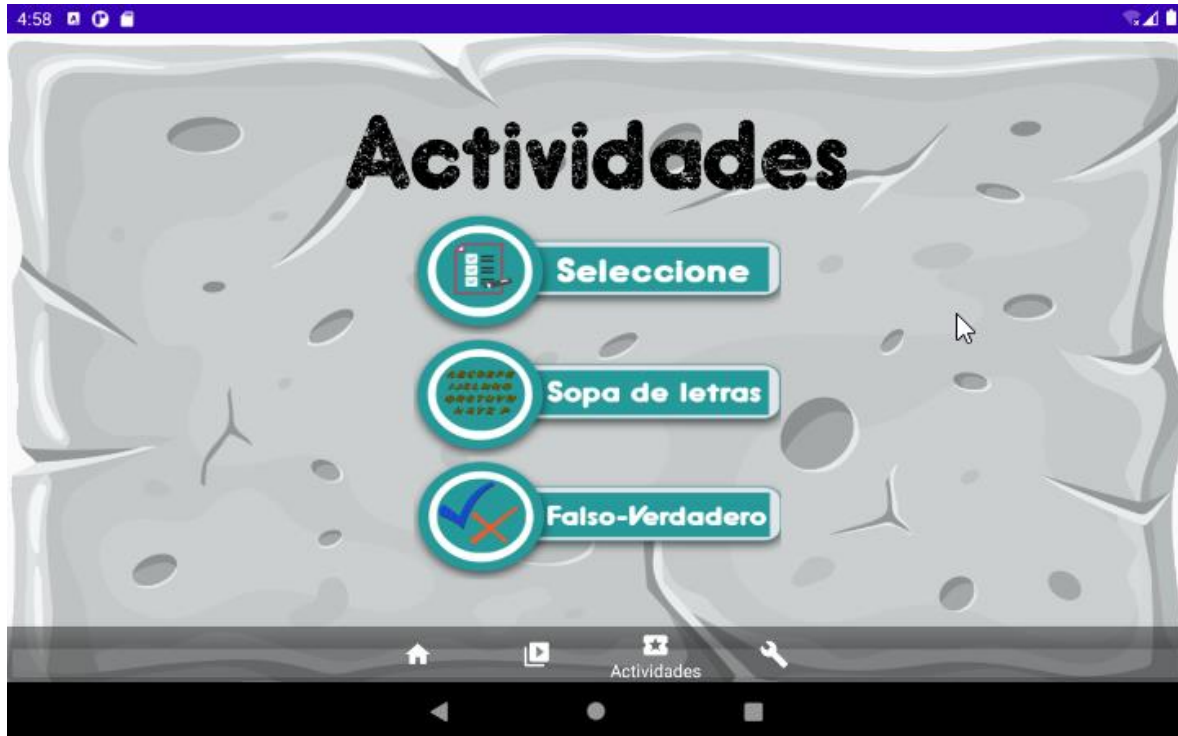 4:58
Actividades
Seleccione
Sopa de letras
Falso-Verdadero
Actividades